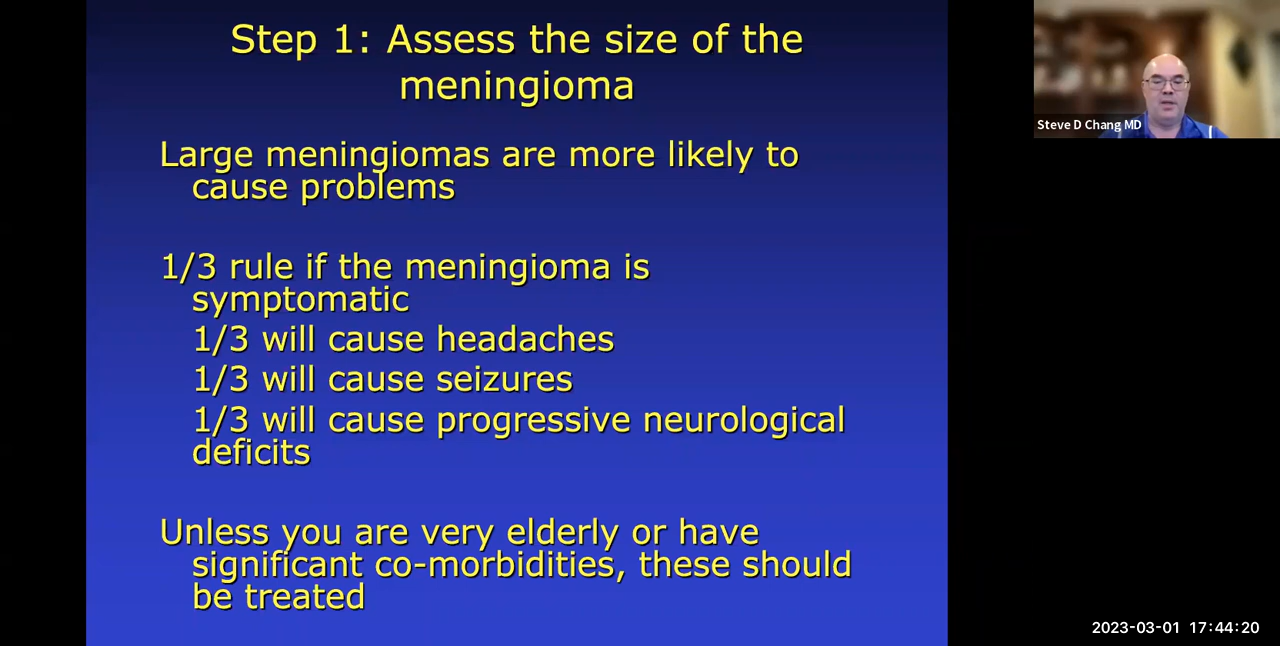 Step 1: Assess the size of the
meningioma
Large meningiomas are more likely to
cause problems
1/3 rule if the meningioma is
symptomatic
1/3 will cause headaches
1/3 will cause seizures
1/3 will cause progressive neurological
deficits
Unless you are very elderly or have
significant co-morbidities, these should
be treated
Steve D Chang MD
2023-03-01 17:44:20